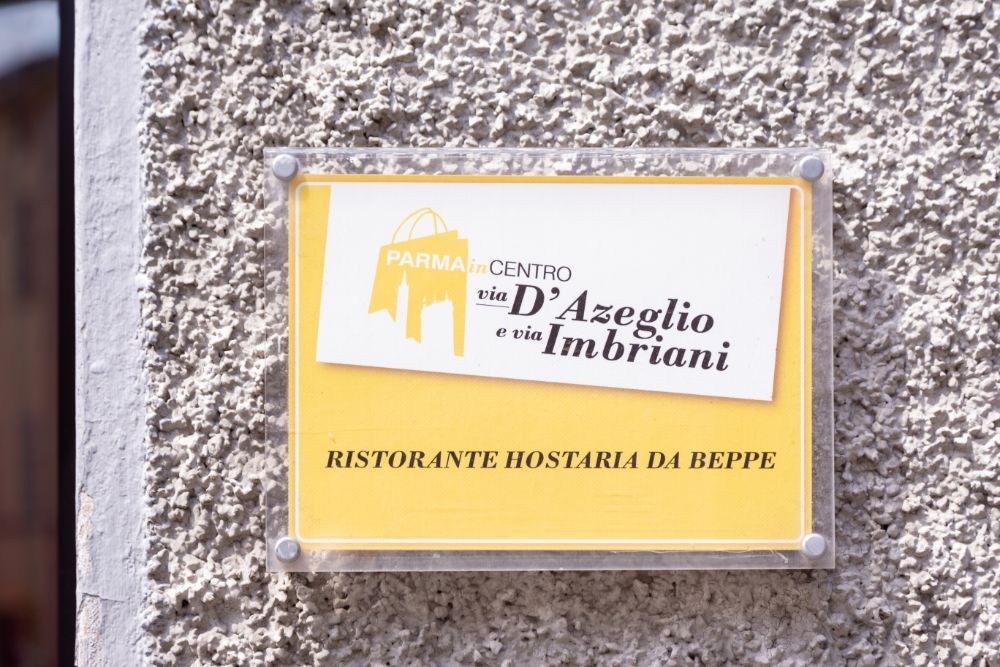 PARMA in CENTRO
via D'Azeglio
e via Imbriani
RISTORANTE HOSTARIA DA BEPPE